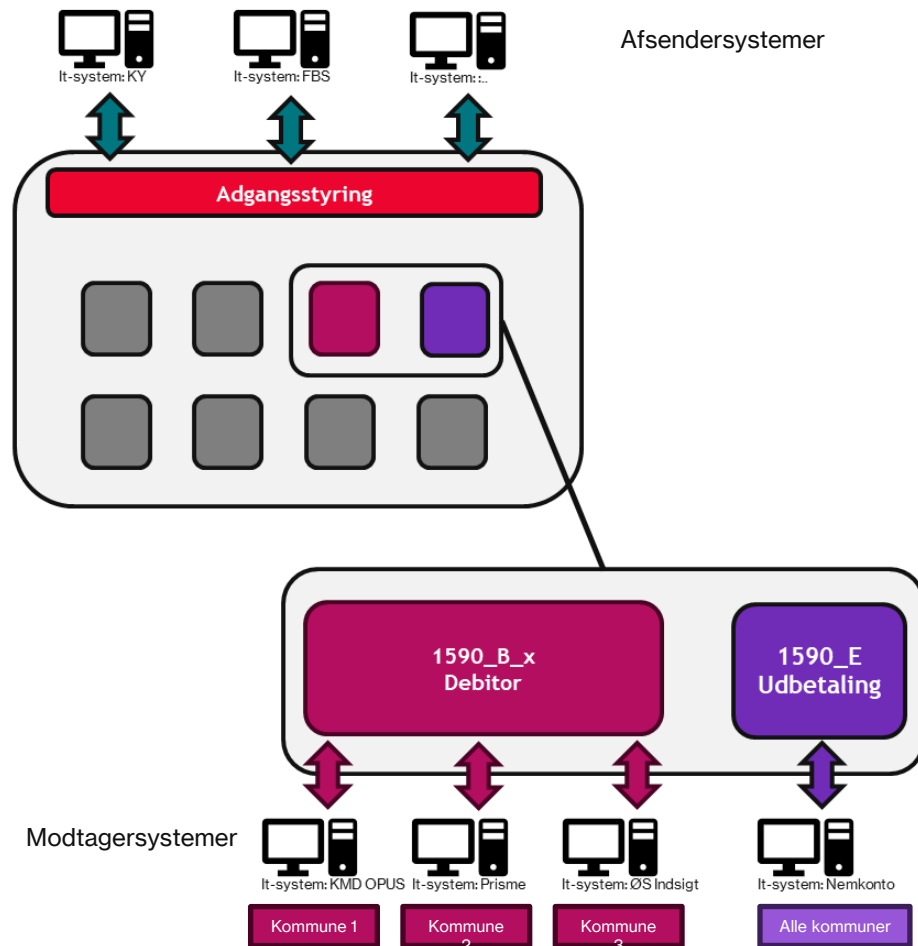 Afsendersystemer
It-system: KY
It-system: FBS
It-system: :..
Adgangsstyring
1590_B_x
Debitor
1590_E
Udbetaling
Modtagersystemer
It-system: KMD OPUS
It-system: Prisme
It-system: ØS Indsigt
It-system: Nemkonto
Kommune 1
Kommune
2
Kommune
3
Alle kommuner